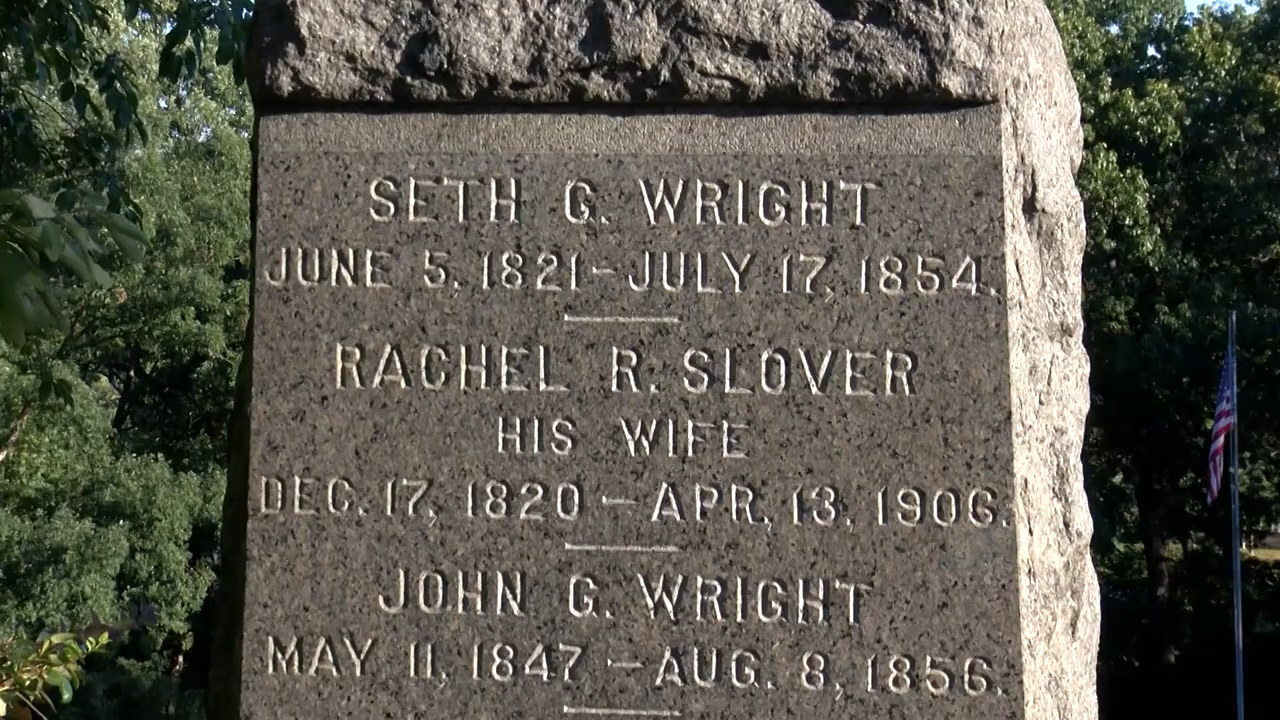 SETH G. WRIGHT
JUNE 5, 1821–JULY 17, 1854.
RACHEL R. SLOVER
HIS WIFE
DEC. 17, 1820 – APR. 13, 1906.
JOHN G. WRIGHT
MAY 11, 1847 – AUG. 8, 1856.